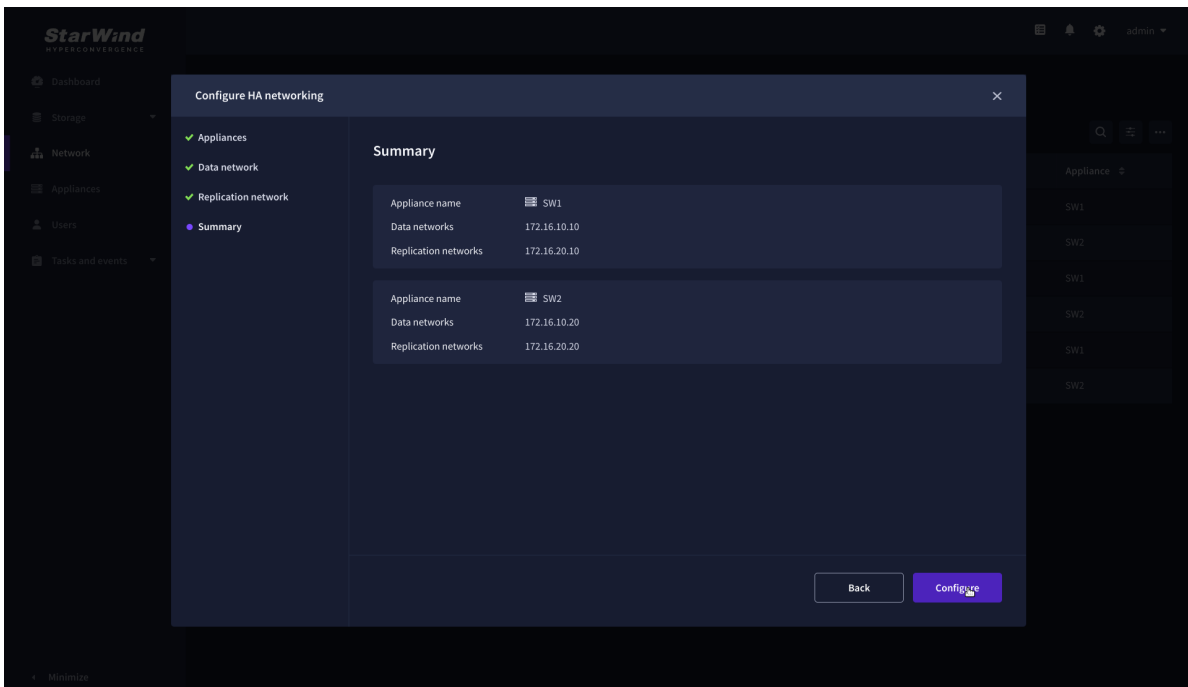 StarWind
HYPERCONVERGENCE
admin
Dashboard
Storage
Network
Appliances
Users
Tasks and events
Minimize
Configure HA networking
Appliances
Data network
Replication network
Summary
Summary
Appliance name SW1
Data networks 172.16.10.10
Replication networks 172.16.20.10
Appliance name SW2
Data networks 172.16.10.20
Replication networks 172.16.20.20
Back
Configure
Appliance
SW1
SW2
SW1
SW2
SW1
SW2